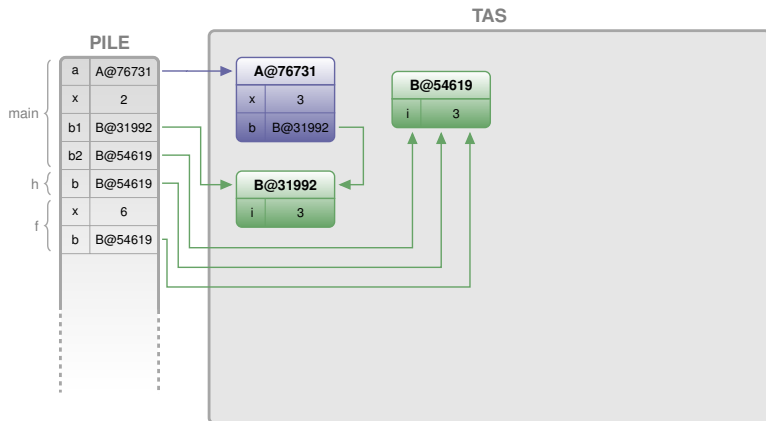 TAS
PILE
main
a A@76731
x 2
b1 B@31992
b2 B@54619
h
b B@54619
f
x 6
b B@54619
A@76731
x 3
b B@31992
B@31992
i 3
B@54619
i 3